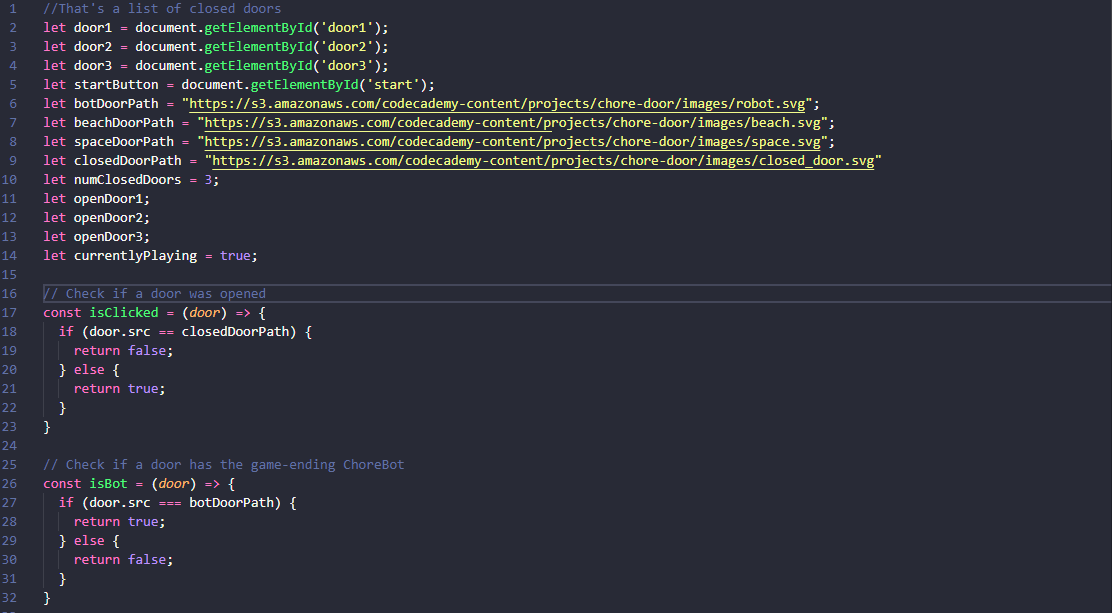 1 //That's a list of closed doors
2 let door1 = document.getElementById('door1');
3 let door2 = document.getElementById('door2');
4 let door3 = document.getElementById('door3');
5 let startButton = document.getElementById('start');
6 let botDoorPath = "https://s3.amazonaws.com/codecademy-content/projects/chore-door/images/robot.svg";
7 let beachDoorPath = "https://s3.amazonaws.com/codecademy-content/projects/chore-door/images/beach.svg";
8 let spaceDoorPath = "https://s3.amazonaws.com/codecademy-content/projects/chore-door/images/space.svg";
9 let closedDoorPath = "https://s3.amazonaws.com/codecademy-content/projects/chore-door/images/closed_door.svg"
10 let numClosedDoors = 3;
11 let openDoor1;
12 let openDoor2;
13 let openDoor3;
14 let currentlyPlaying = true;
15
16 // Check if a door was opened
17 const isClicked = (door) => {
18   if (door.src == closedDoorPath) {
19     return false;
20   } else {
21     return true;
22   }
23 }
24
25 // Check if a door has the game-ending ChoreBot
26 const isBot = (door) => {
27   if (door.src === botDoorPath) {
28     return true;
29   } else {
30     return false;
31   }
32 }